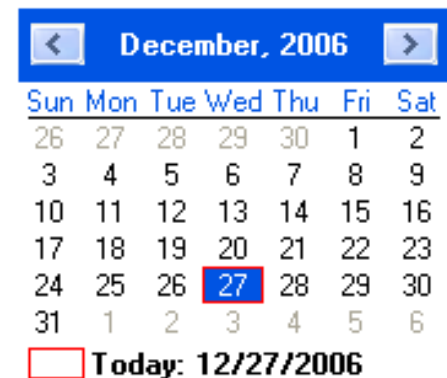 December, 2006
Sun Mon Tue Wed Thu Fri Sat
26 27 28 29 30 1 2
3 4 5 6 7 8 9
10 11 12 13 14 15 16
17 18 19 20 21 22 23
24 25 26 27 28 29 30
31 1 2 3 4 5 6
Today: 12/27/2006